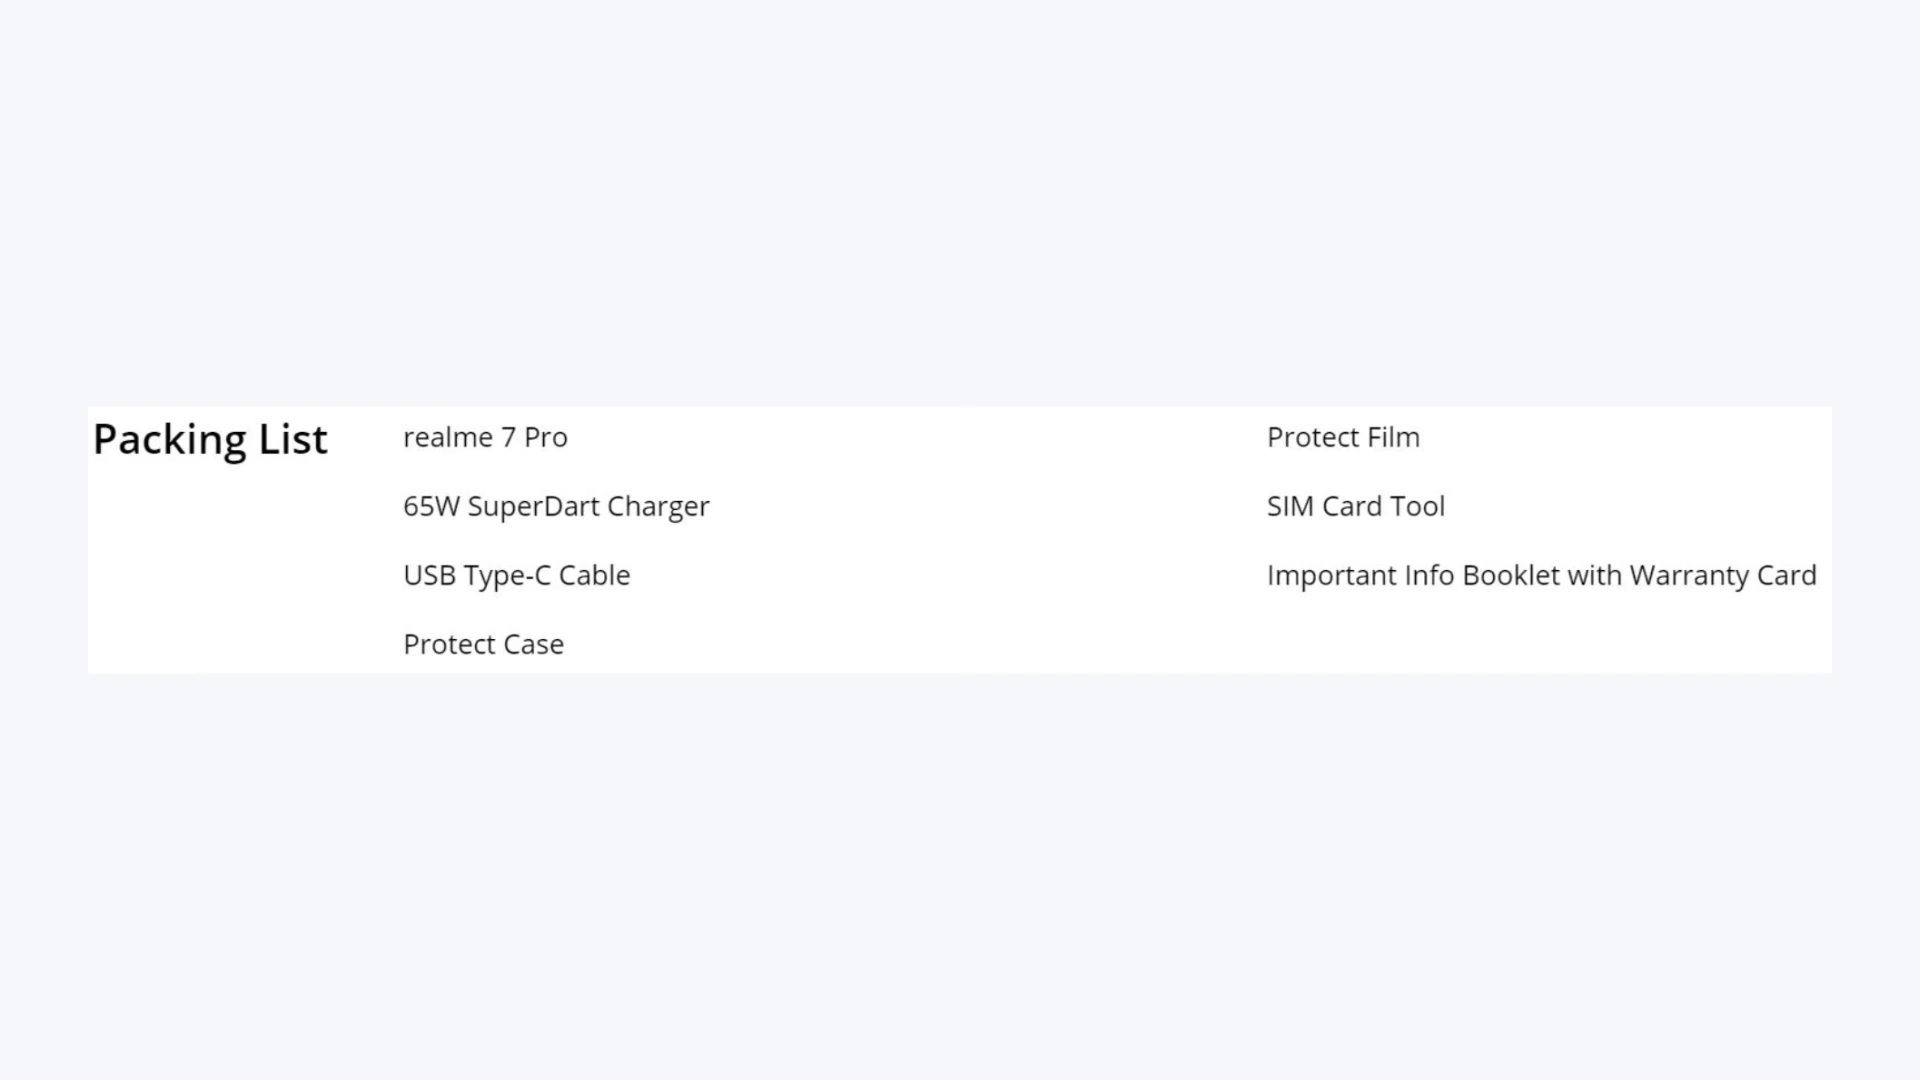 Packing List
realme 7 Pro
65W SuperDart Charger
USB Type-C Cable
Protect Case
Protect Film
SIM Card Tool
Important Info Booklet with Warranty Card